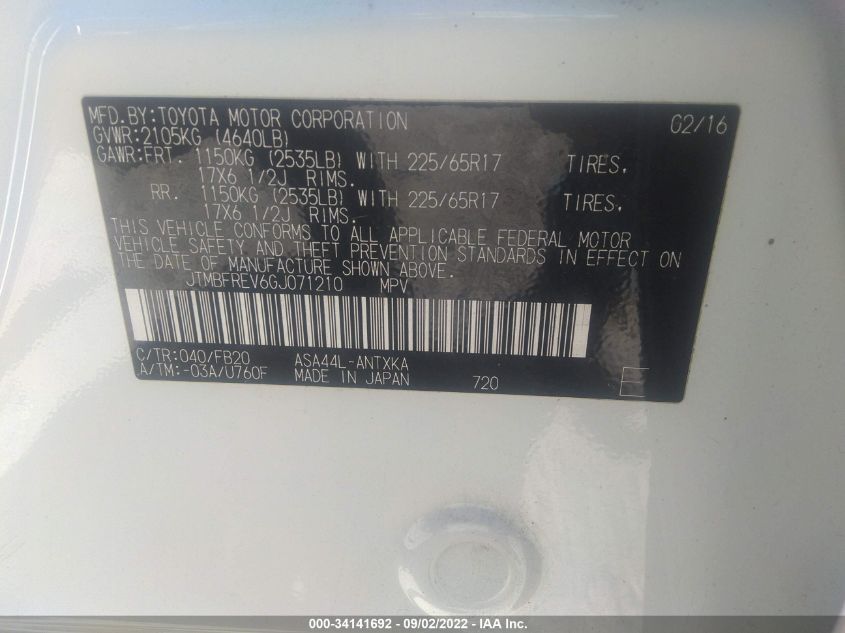 MFD.BY:TOYOTA MOTOR CORPORATION 02/16
GVWR:2105KG (4640LB)
GAWR:FRT. 1150KG (2535LB) WITH 225/65R17 TIRES,
17X6 1/2J RIMS.
RR. 1150KG (2535LB) WITH 225/65R17 TIRES,
17X6 1/2J RIMS.
THIS VEHICLE CONFORMS TO ALL APPLICABLE FEDERAL MOTOR
VEHICLE SAFETY AND THEFT PREVENTION STANDARDS IN EFFECT ON
THE DATE OF MANUFACTURE SHOWN ABOVE.
JTMBFREV6GJ071210 MPV
C/TR:040/FB20 ASA44L-ANTXKA
A/TM:-03A/U760F MADE IN JAPAN 720 E
000-34141692 - 09/02/2022 - IAA Inc.